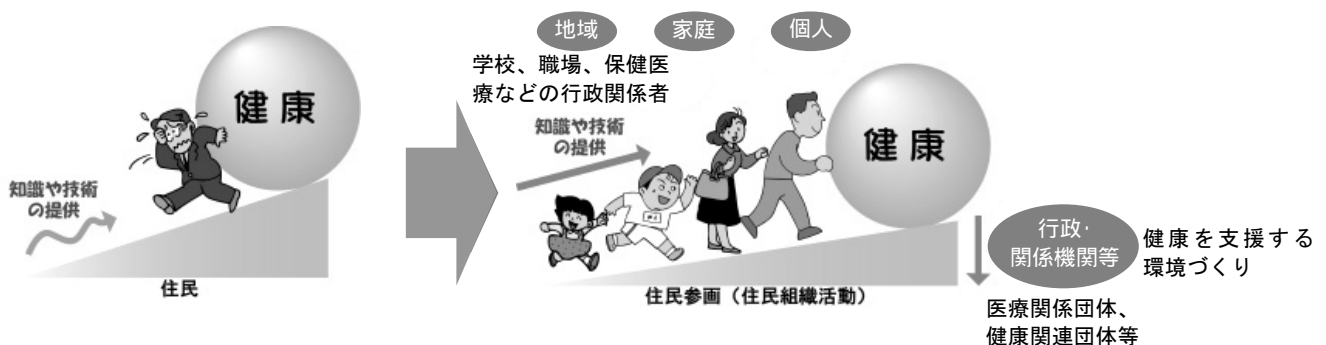 健康
知識や技術
の提供
住民
地域
家庭
個人
学校、職場、保健医
療などの行政関係者
知識や技術
の提供
健康
住民参画（住民組織活動）
行政・
関係機関等
健康を支援する
環境づくり
医療関係団体、
健康関連団体等